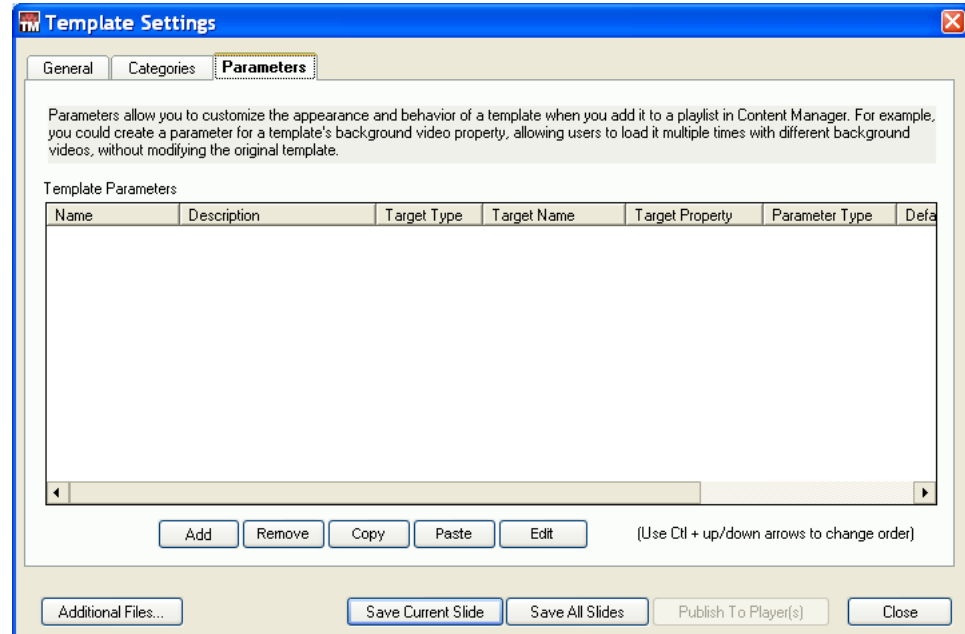 TM Template Settings
General Categories Parameters
Parameters allow you to customize the appearance and behavior of a template when you add it to a playlist in Content Manager. For example,
you could create a parameter for a template's background video property, allowing users to load it multiple times with different background
videos, without modifying the original template.
Template Parameters
Name Description Target Type Target Name Target Property Parameter Type Defa
Add Remove Copy Paste Edit (Use Ctl + up/down arrows to change order)
Additional Files... Save Current Slide Save All Slides Publish To Player(s) Close